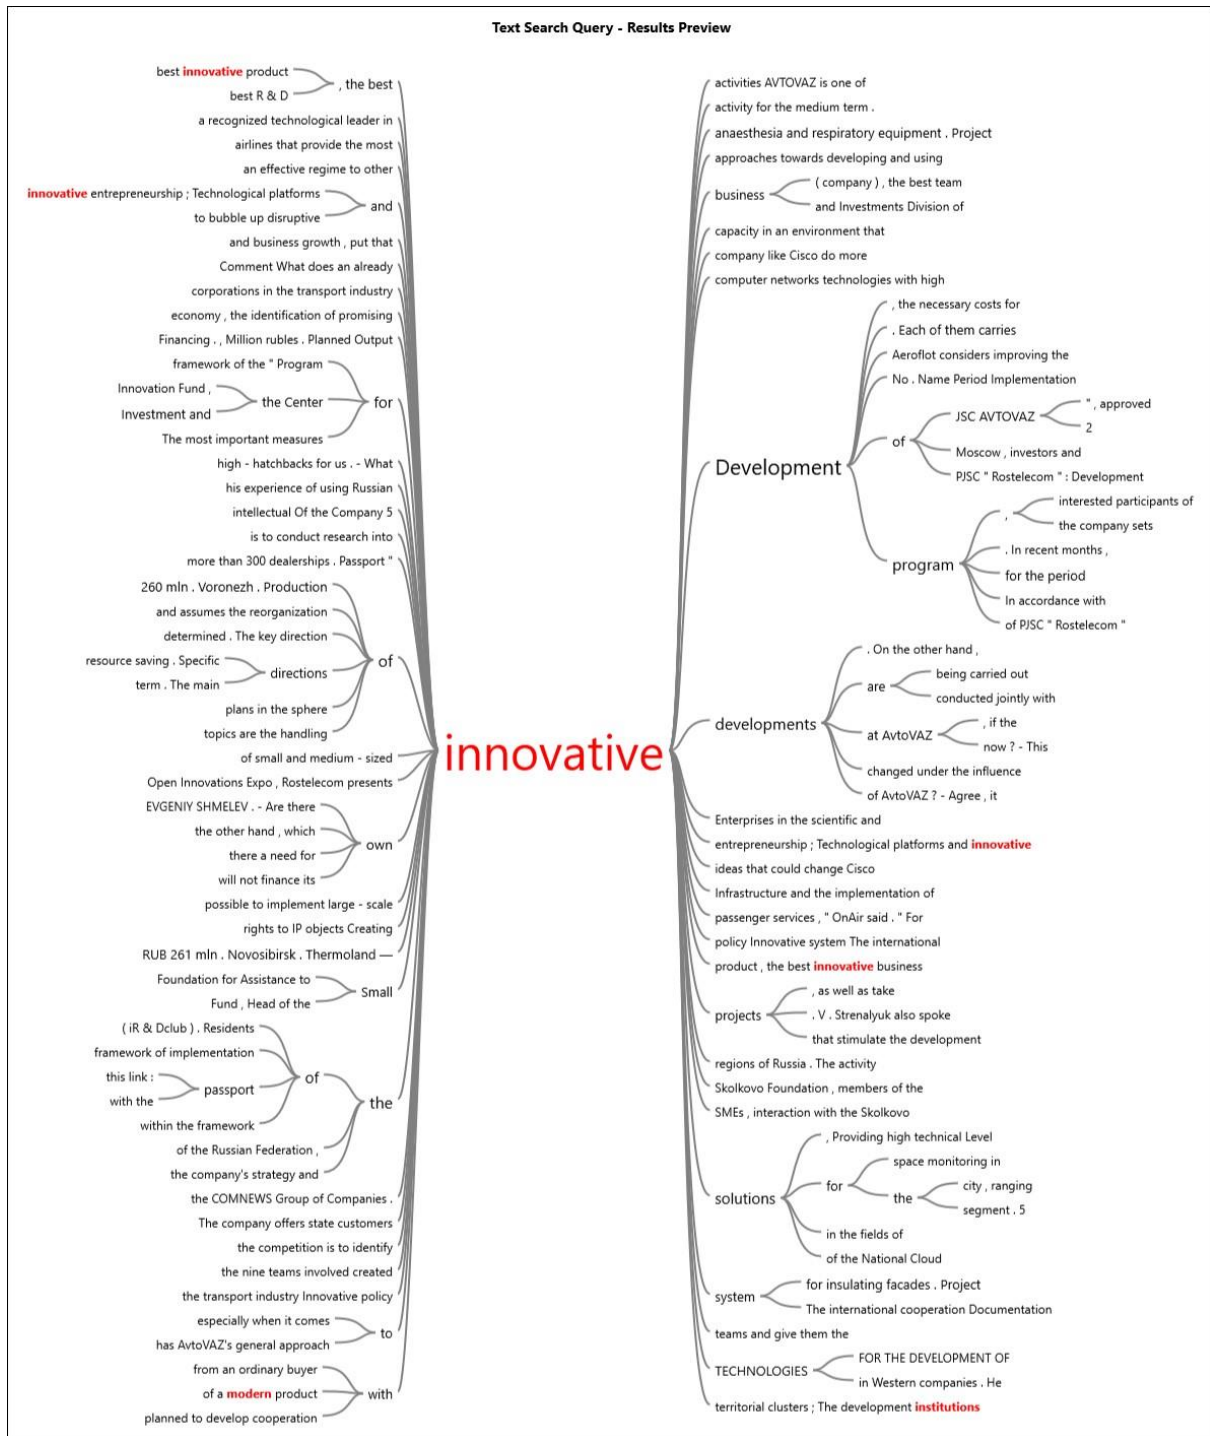 Text Search Query - Results Preview
best innovative product
best R & D
, the best
a recognized technological leader in
airlines that provide the most
an effective regime to other
innovative entrepreneurship ; Technological platforms
to bubble up disruptive
and
and business growth , put that
Comment What does an already
corporations in the transport industry
economy , the identification of promising
Financing . , Million rubles . Planned Output
framework of the " Program
Innovation Fund ,
Investment and
the Center
The most important measures
for
high - hatchbacks for us . - What
his experience of using Russian
intellectual Of the Company 5
is to conduct research into
more than 300 dealerships . Passport "
260 mln . Voronezh . Production
and assumes the reorganization
determined . The key direction
resource saving . Specific
term . The main
directions
plans in the sphere
topics are the handling
of
of small and medium - sized
Open Innovations Expo , Rostelecom presents
EVGENIY SHMELEV . - Are there
the other hand , which
there a need for
will not finance its
own
possible to implement large - scale
rights to IP objects Creating
RUB 261 mln . Novosibirsk . Thermoland —
Foundation for Assistance to
Fund , Head of the
Small
( iR & Dclub ) . Residents
framework of implementation
this link :
with the
passport
within the framework
of
of the Russian Federation ,
the company's strategy and
the
the COMNEWS Group of Companies .
The company offers state customers
the competition is to identify
the nine teams involved created
the transport industry Innovative policy
especially when it comes
has AvtoVAZ's general approach
to
from an ordinary buyer
of a modern product
planned to develop cooperation
with
innovative
activities AVTOVAZ is one of
activity for the medium term .
anaesthesia and respiratory equipment . Project
approaches towards developing and using
business
( company ) , the best team
and Investments Division of
capacity in an environment that
company like Cisco do more
computer networks technologies with high
Development
, the necessary costs for
. Each of them carries
Aeroflot considers improving the
No . Name Period Implementation
of
JSC AVTOVAZ
" , approved
2
Moscow , investors and
PJSC " Rostelecom " : Development
program
,
interested participants of
the company sets
. In recent months ,
for the period
In accordance with
of PJSC " Rostelecom "
developments
. On the other hand ,
are
being carried out
conducted jointly with
at AvtoVAZ
, if the
now ? - This
changed under the influence
of AvtoVAZ ? - Agree , it
Enterprises in the scientific and
entrepreneurship ; Technological platforms and innovative
ideas that could change Cisco
Infrastructure and the implementation of
passenger services , " OnAir said . " For
policy Innovative system The international
product , the best innovative business
projects
, as well as take
. V . Strenalyuk also spoke
that stimulate the development
regions of Russia . The activity
Skolkovo Foundation , members of the
SMEs , interaction with the Skolkovo
solutions
, Providing high technical Level
for
space monitoring in
the
city , ranging
segment . 5
in the fields of
of the National Cloud
system
for insulating facades . Project
The international cooperation Documentation
teams and give them the
TECHNOLOGIES
FOR THE DEVELOPMENT OF
in Western companies . He
territorial clusters ; The development institutions